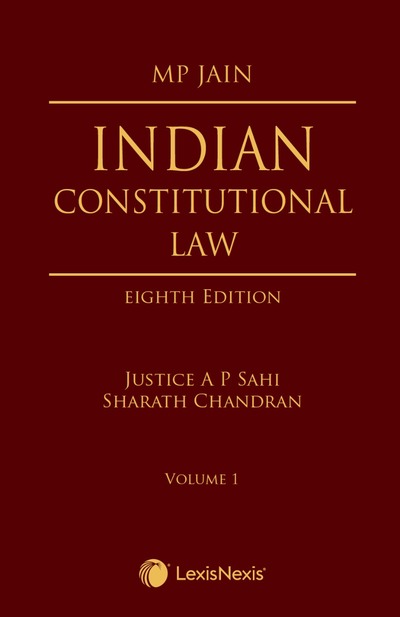 MP JAIN
INDIAN
CONSTITUTIONAL
LAW
EIGHTH EDITION
JUSTICE A P SAHI
SHARATH CHANDRAN
VOLUME 1
LexisNexis®